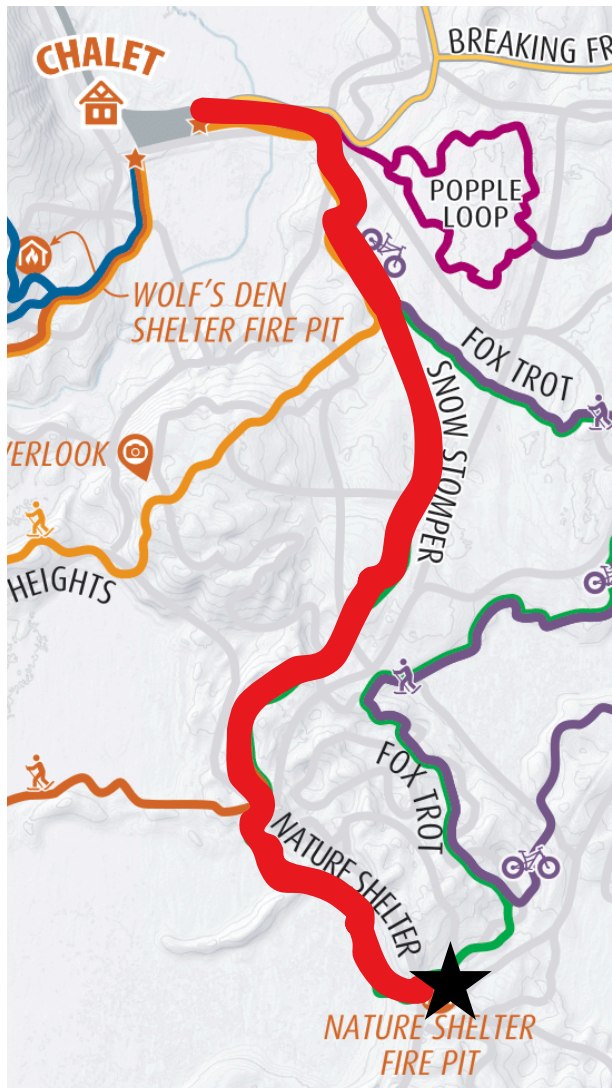 CHALET
BREAKING FR
POPPLE
LOOP
WOLF'S DEN
SHELTER FIRE PIT
FOX TROT
SNOW STOMPER
VERLOOK
HEIGHTS
FOX TROT
NATURE SHELTER
NATURE SHELTER
FIRE PIT